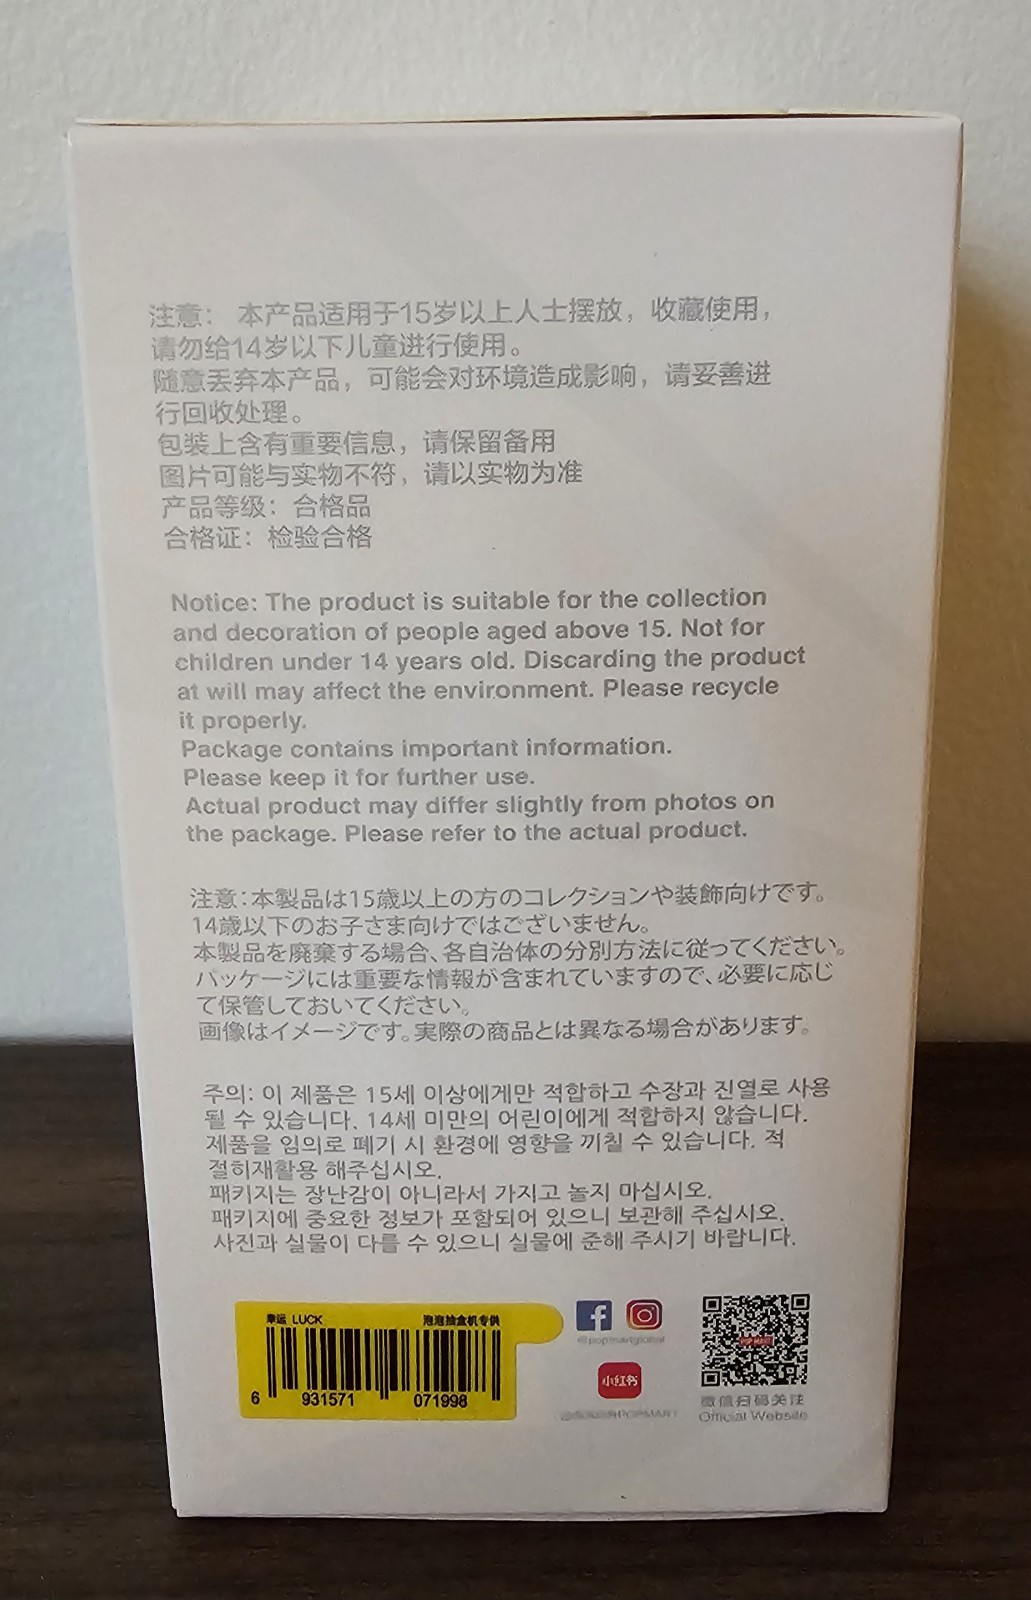 注意： 本产品适用于15岁以上人士摆放，收藏使用，
请勿给14岁以下儿童进行使用。
随意丢弃本产品，可能会对环境造成影响，请妥善进
行回收处理。
包装上含有重要信息，请保留备用
图片可能与实物不符，请以实物为准
产品等级：合格品
合格证：检验合格
Notice: The product is suitable for the collection
and decoration of people aged above 15. Not for
children under 14 years old. Discarding the product
at will may affect the environment. Please recycle
it properly.
Package contains important information.
Please keep it for further use.
Actual product may differ slightly from photos on
the package. Please refer to the actual product.
注意：本製品は15歳以上の方のコレクションや装飾向けです。
14歳以下のお子さま向けではございません。
本製品を廃棄する場合、各自治体の分別方法に従ってください。
パッケージには重要な情報が含まれていますので、必要に応じ
て保管しておいてください。
画像はイメージです。実際の商品とは異なる場合があります。
주의: 이 제품은 15세 이상에게만 적합하고 수장과 진열로 사용
될 수 있습니다. 14세 미만의 어린이에게 적합하지 않습니다.
제품을 임의로 폐기 시 환경에 영향을 끼칠 수 있습니다. 적
절히재활용 해주십시오.
패키지는 장난감이 아니라서 가지고 놀지 마십시오.
패키지에 중요한 정보가 포함되어 있으니 보관해 주십시오.
사진과 실물이 다를 수 있으니 실물에 준해 주시기 바랍니다.
幸运 LUCK 泡泡抽盒机专供
6 931571 071998
@popmartglobal
小红书
POP MART
微信扫码关注
Official Website